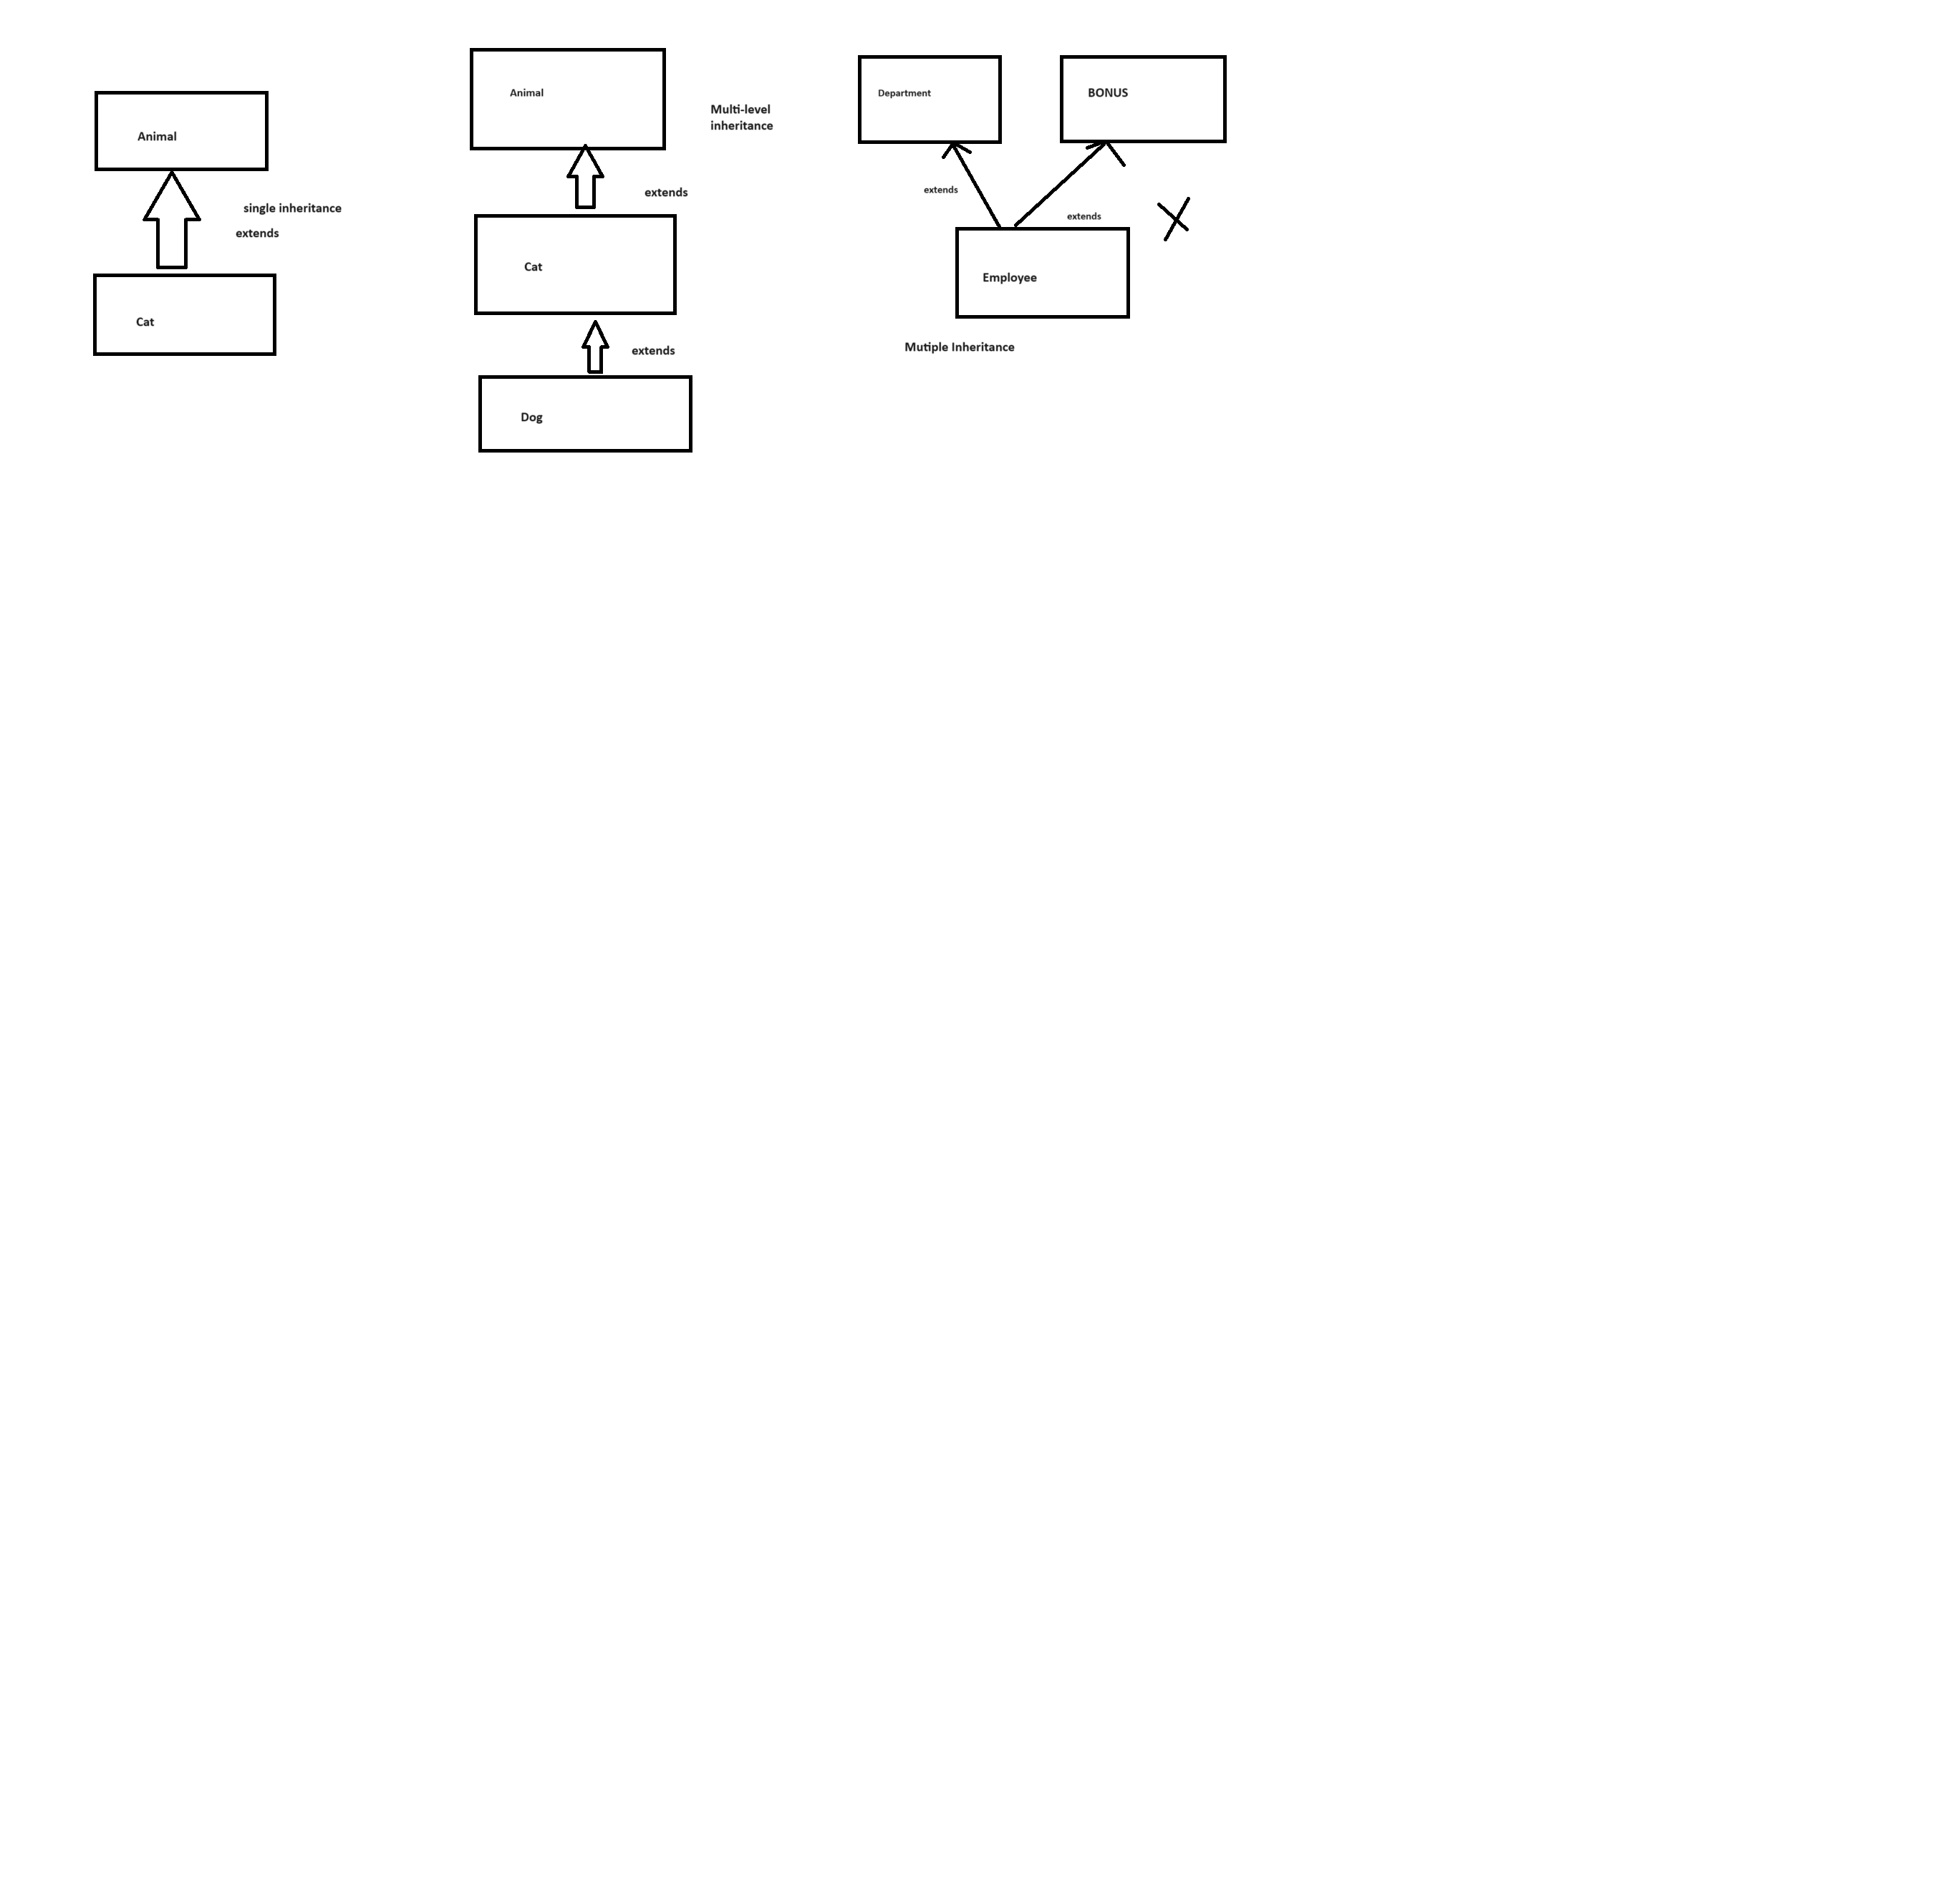 Animal
single inheritance
extends
Cat
Animal
Multi-level
inheritance
extends
Cat
extends
Dog
Department
BONUS
extends
extends
Employee
Mutiple Inheritance